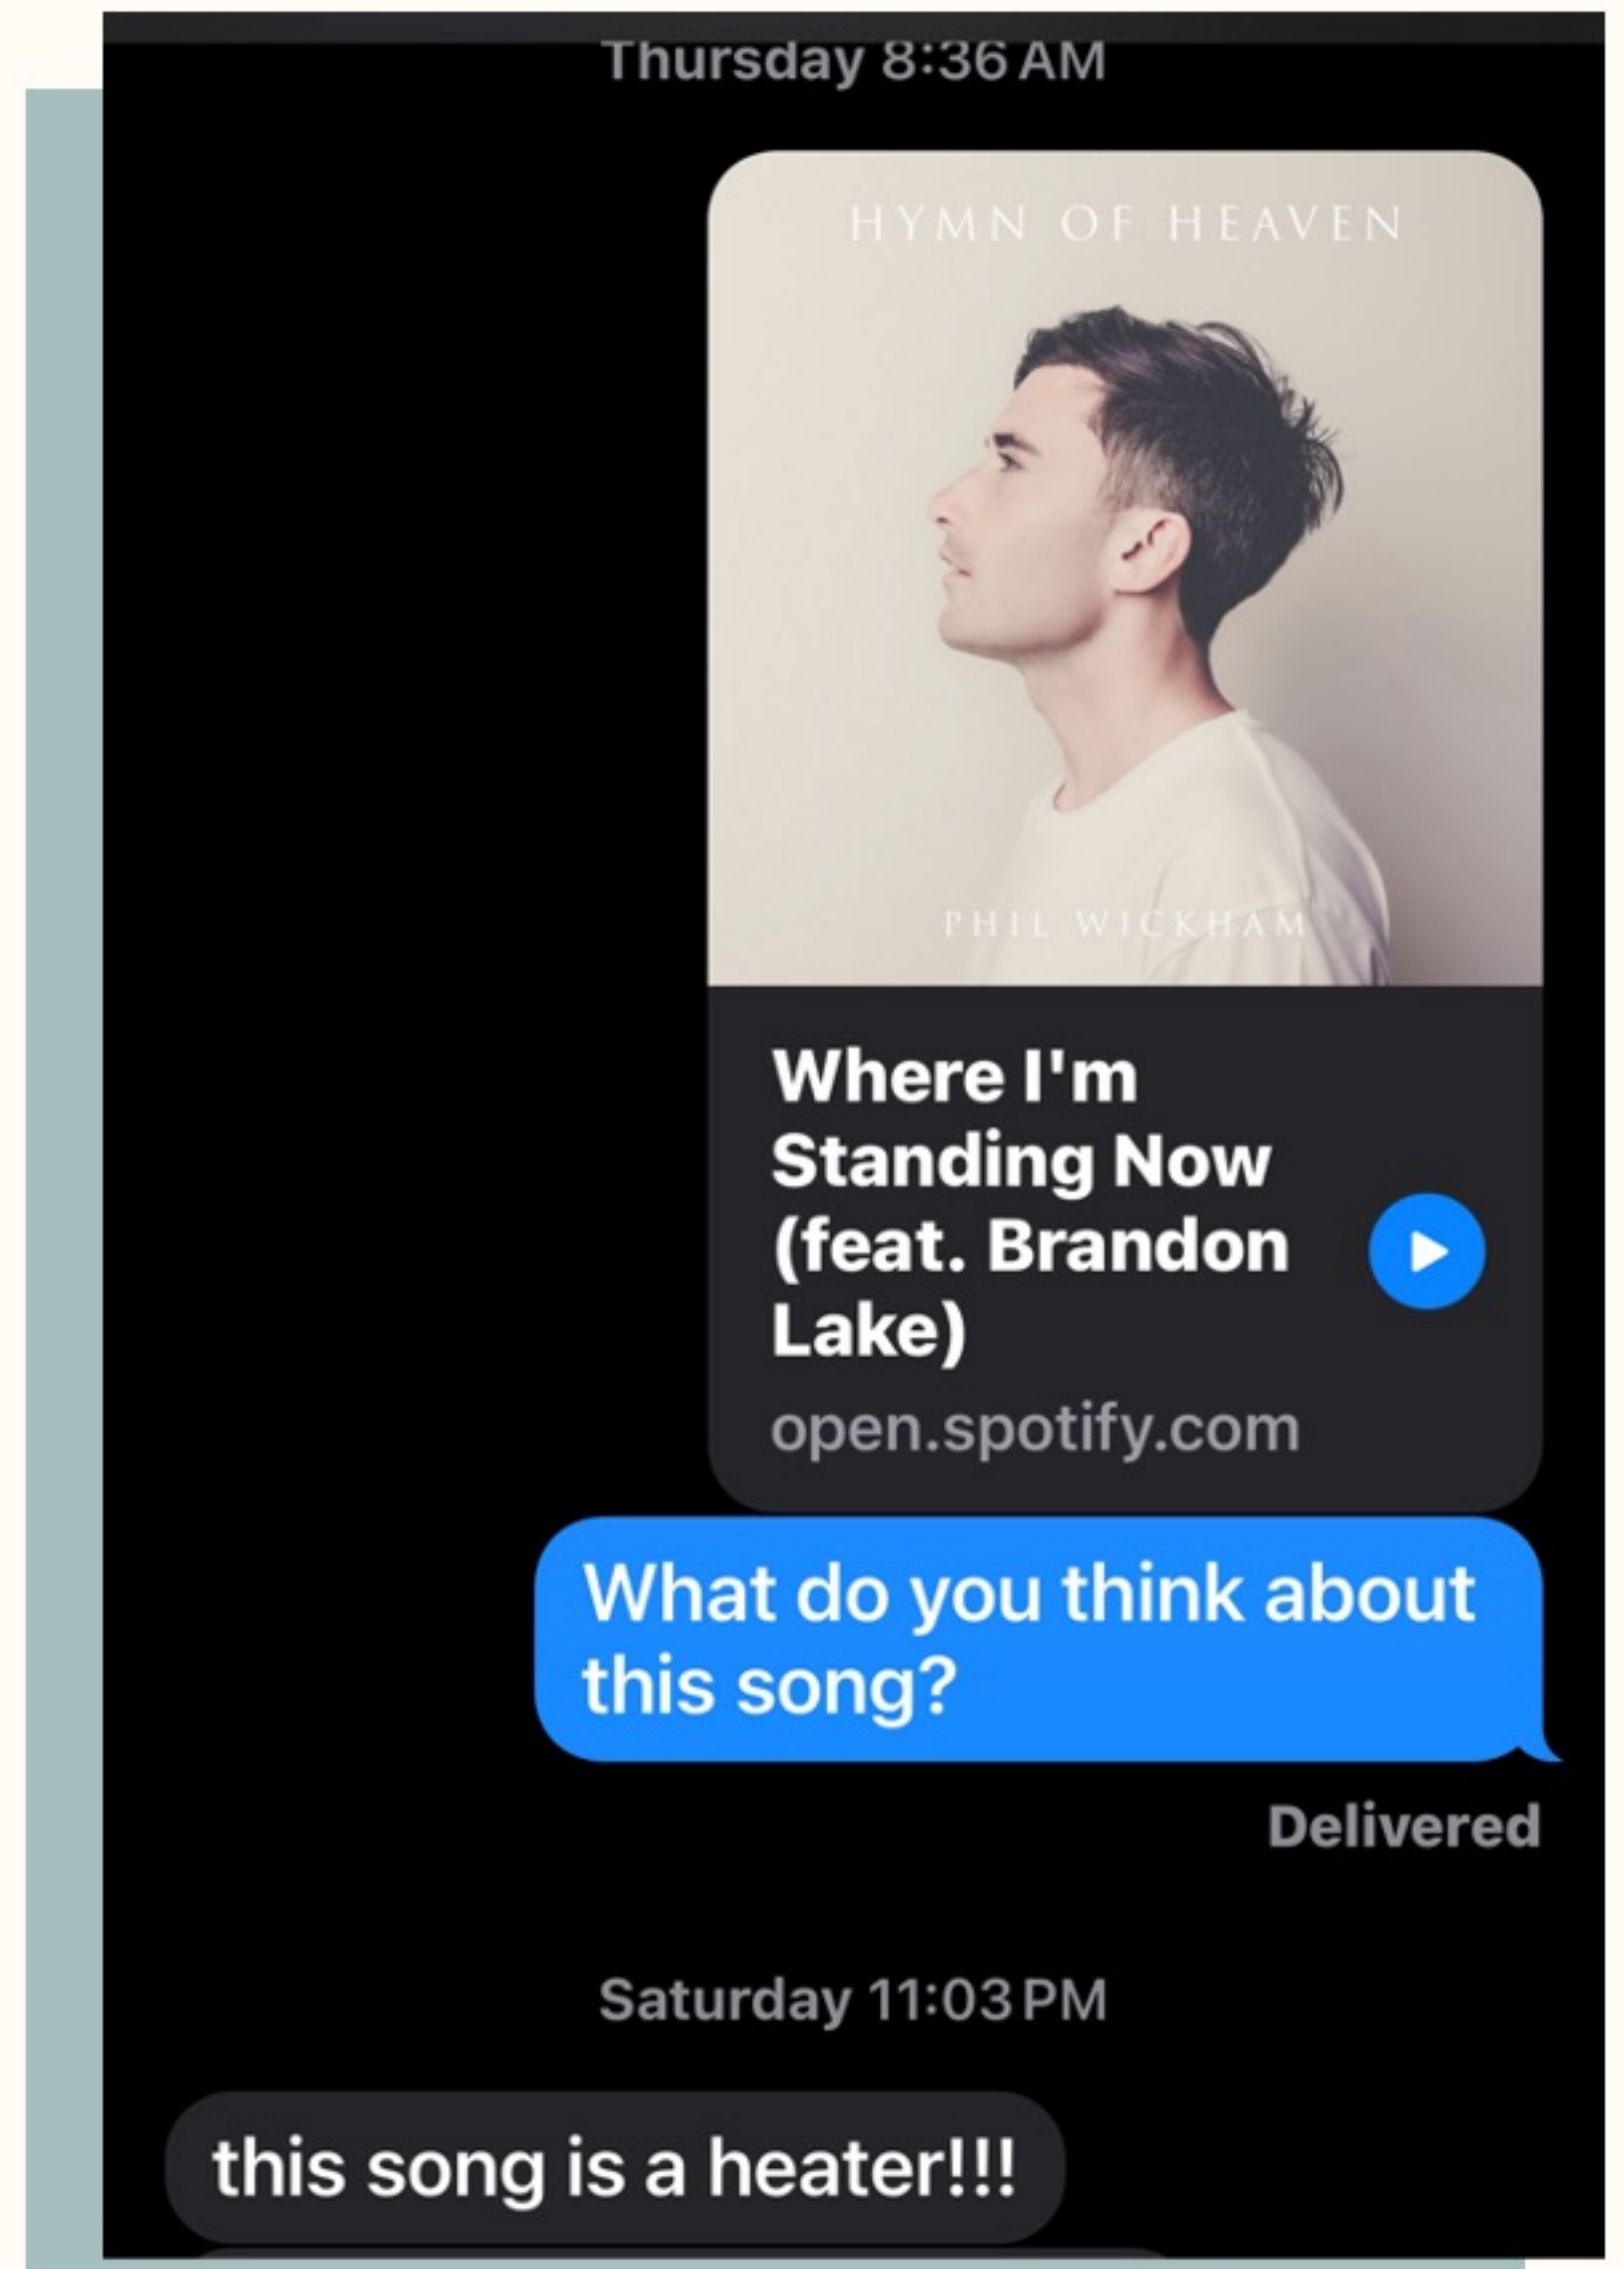 Thursday 8:36 AM
HYMN OF HEAVEN
PHIL WICKHAM
Where I'm
Standing Now
(feat. Brandon
Lake)
open.spotify.com
What do you think about
this song?
Delivered
Saturday 11:03 PM
this song is a heater!!!